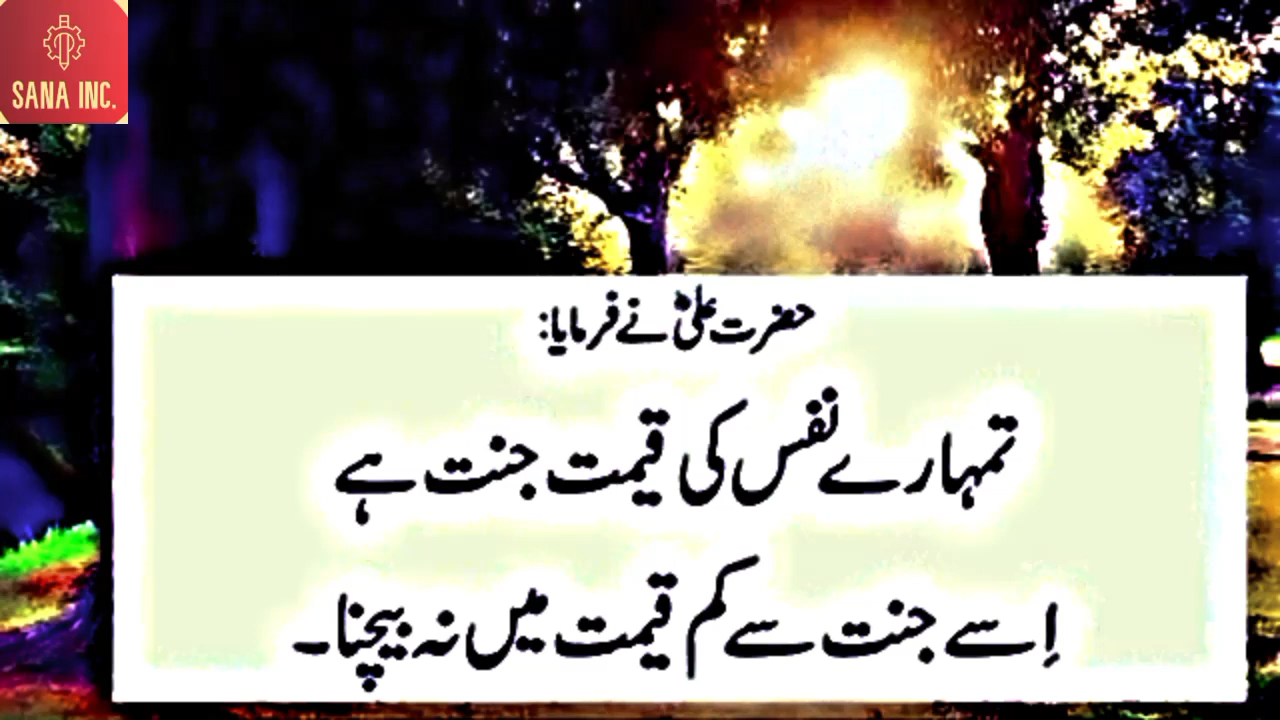 SANA INC.
حضرت علیؓ نے فرمایا:
تمہارے نفس کی قیمت جنت ہے
اِسے جنت سے کم قیمت میں نہ بیچنا۔